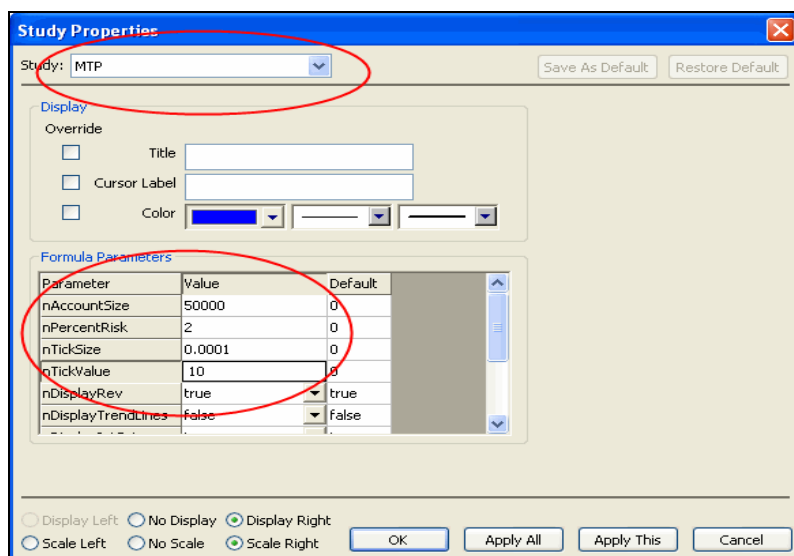 Study Properties
Study: MTP Save As Default Restore Default
Display
Override
Title
Cursor Label
Color
Formula Parameters
Parameter Value Default
nAccountSize 50000 0
nPercentRisk 2 0
nTickSize 0.0001 0
nTickValue 10 0
nDisplayRev true true
nDisplayTrendLines false false
Display Left No Display Display Right
Scale Left No Scale Scale Right OK Apply All Apply This Cancel